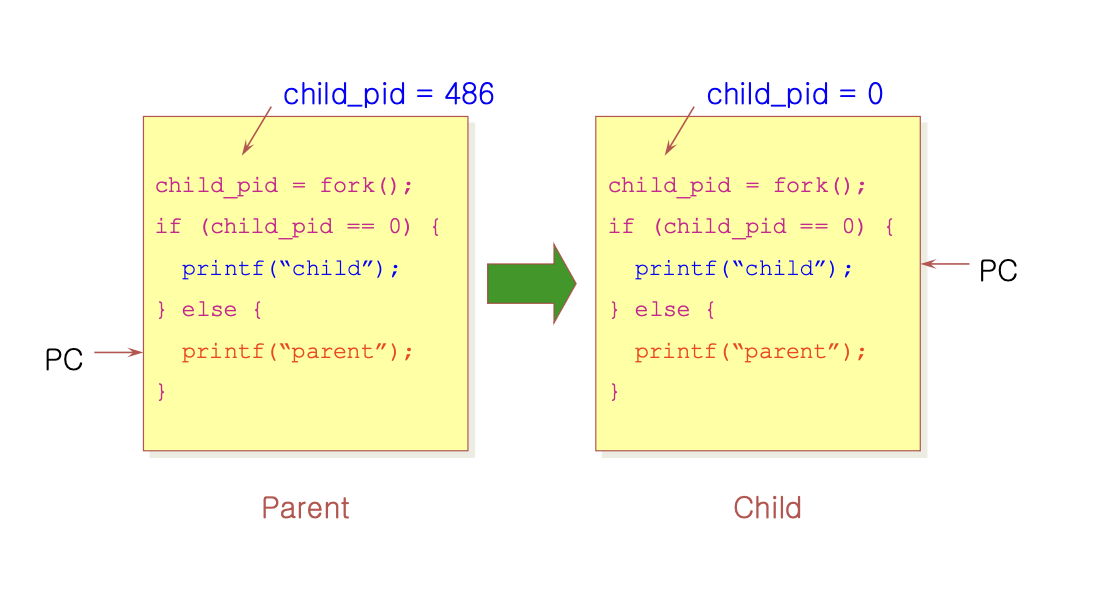 child_pid = 486
child_pid = fork();
if (child_pid == 0) {
printf(“child”);
} else {
PC
printf(“parent”);
}
Parent
child_pid = 0
child_pid = fork();
if (child_pid == 0) {
printf(“child”);
PC
} else {
printf(“parent”);
}
Child